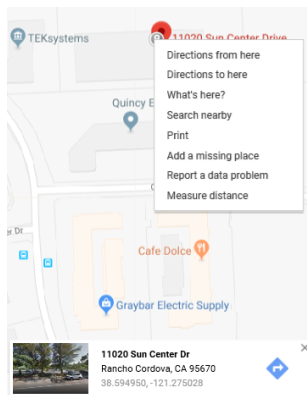 TEKsystems
11020 Sun Center Drive
Directions from here
Directions to here
What's here?
Search nearby
Print
Add a missing place
Report a data problem
Measure distance
Quincy E
Dr
Cafe Dolce
Graybar Electric Supply
11020 Sun Center Dr
Rancho Cordova, CA 95670
38.594950, -121.275028